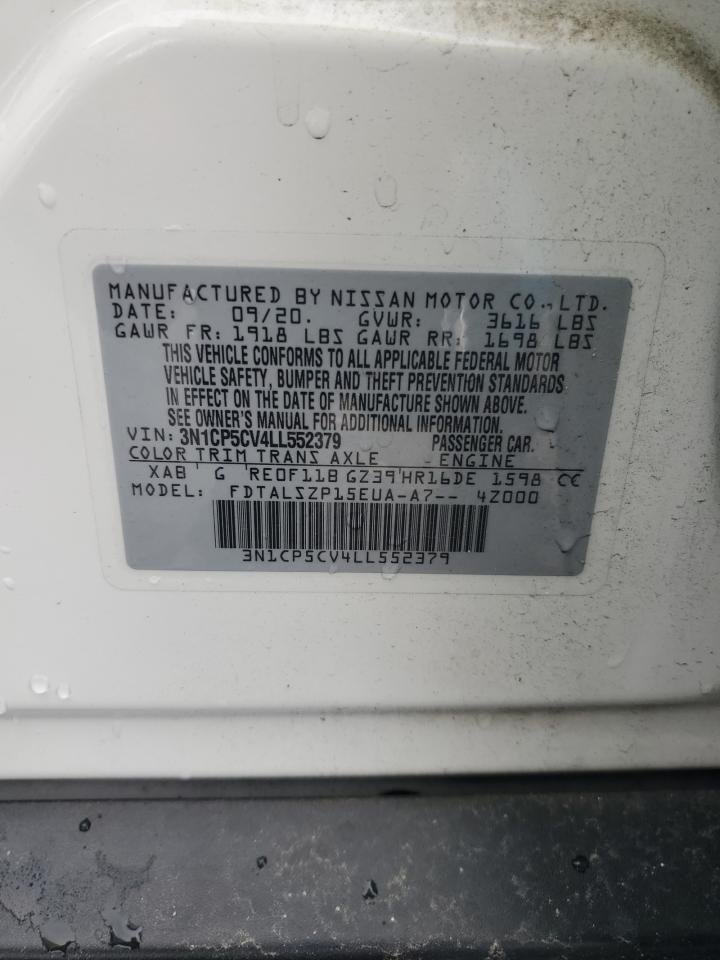 MANUFACTURED BY NISSAN MOTOR CO., LTD.
DATE: 09/20. GVWR: 3616 LBS
GAWR FR: 1918 LBS GAWR RR: 1698 LBS
THIS VEHICLE CONFORMS TO ALL APPLICABLE FEDERAL MOTOR
VEHICLE SAFETY, BUMPER AND THEFT PREVENTION STANDARDS
IN EFFECT ON THE DATE OF MANUFACTURE SHOWN ABOVE.
SEE OWNER'S MANUAL FOR ADDITIONAL INFORMATION.
VIN: 3N1CP5CV4LL552379 PASSENGER CAR.
COLOR TRIM TRANS AXLE ENGINE
XAB G RE0F11B GZ39 HR16DE 1598 CC
MODEL: FDTALSZP15EUA-A7-- 4Z000
3N1CP5CV4LL552379